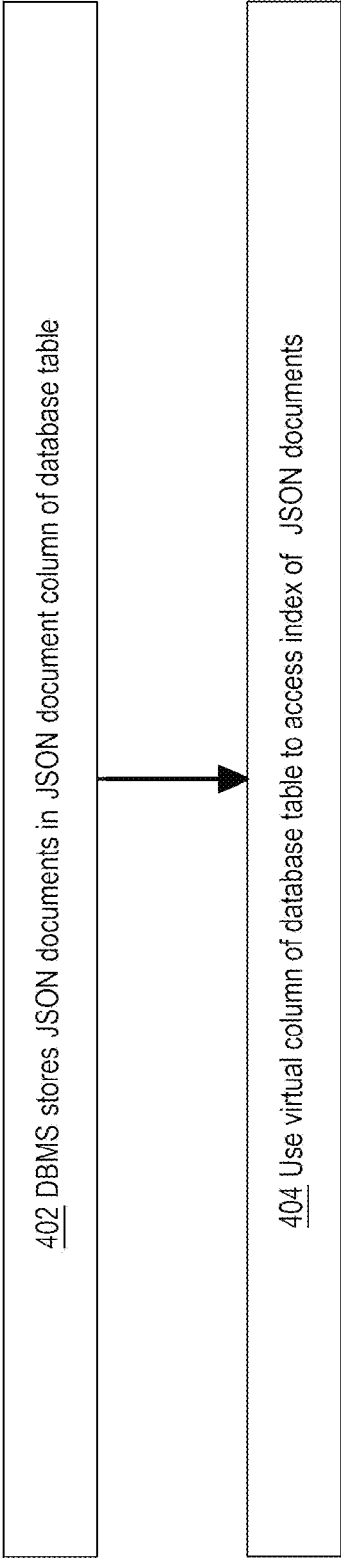 402 DBMS stores JSON documents in JSON document column of database table
404 Use virtual column of database table to access index of JSON documents